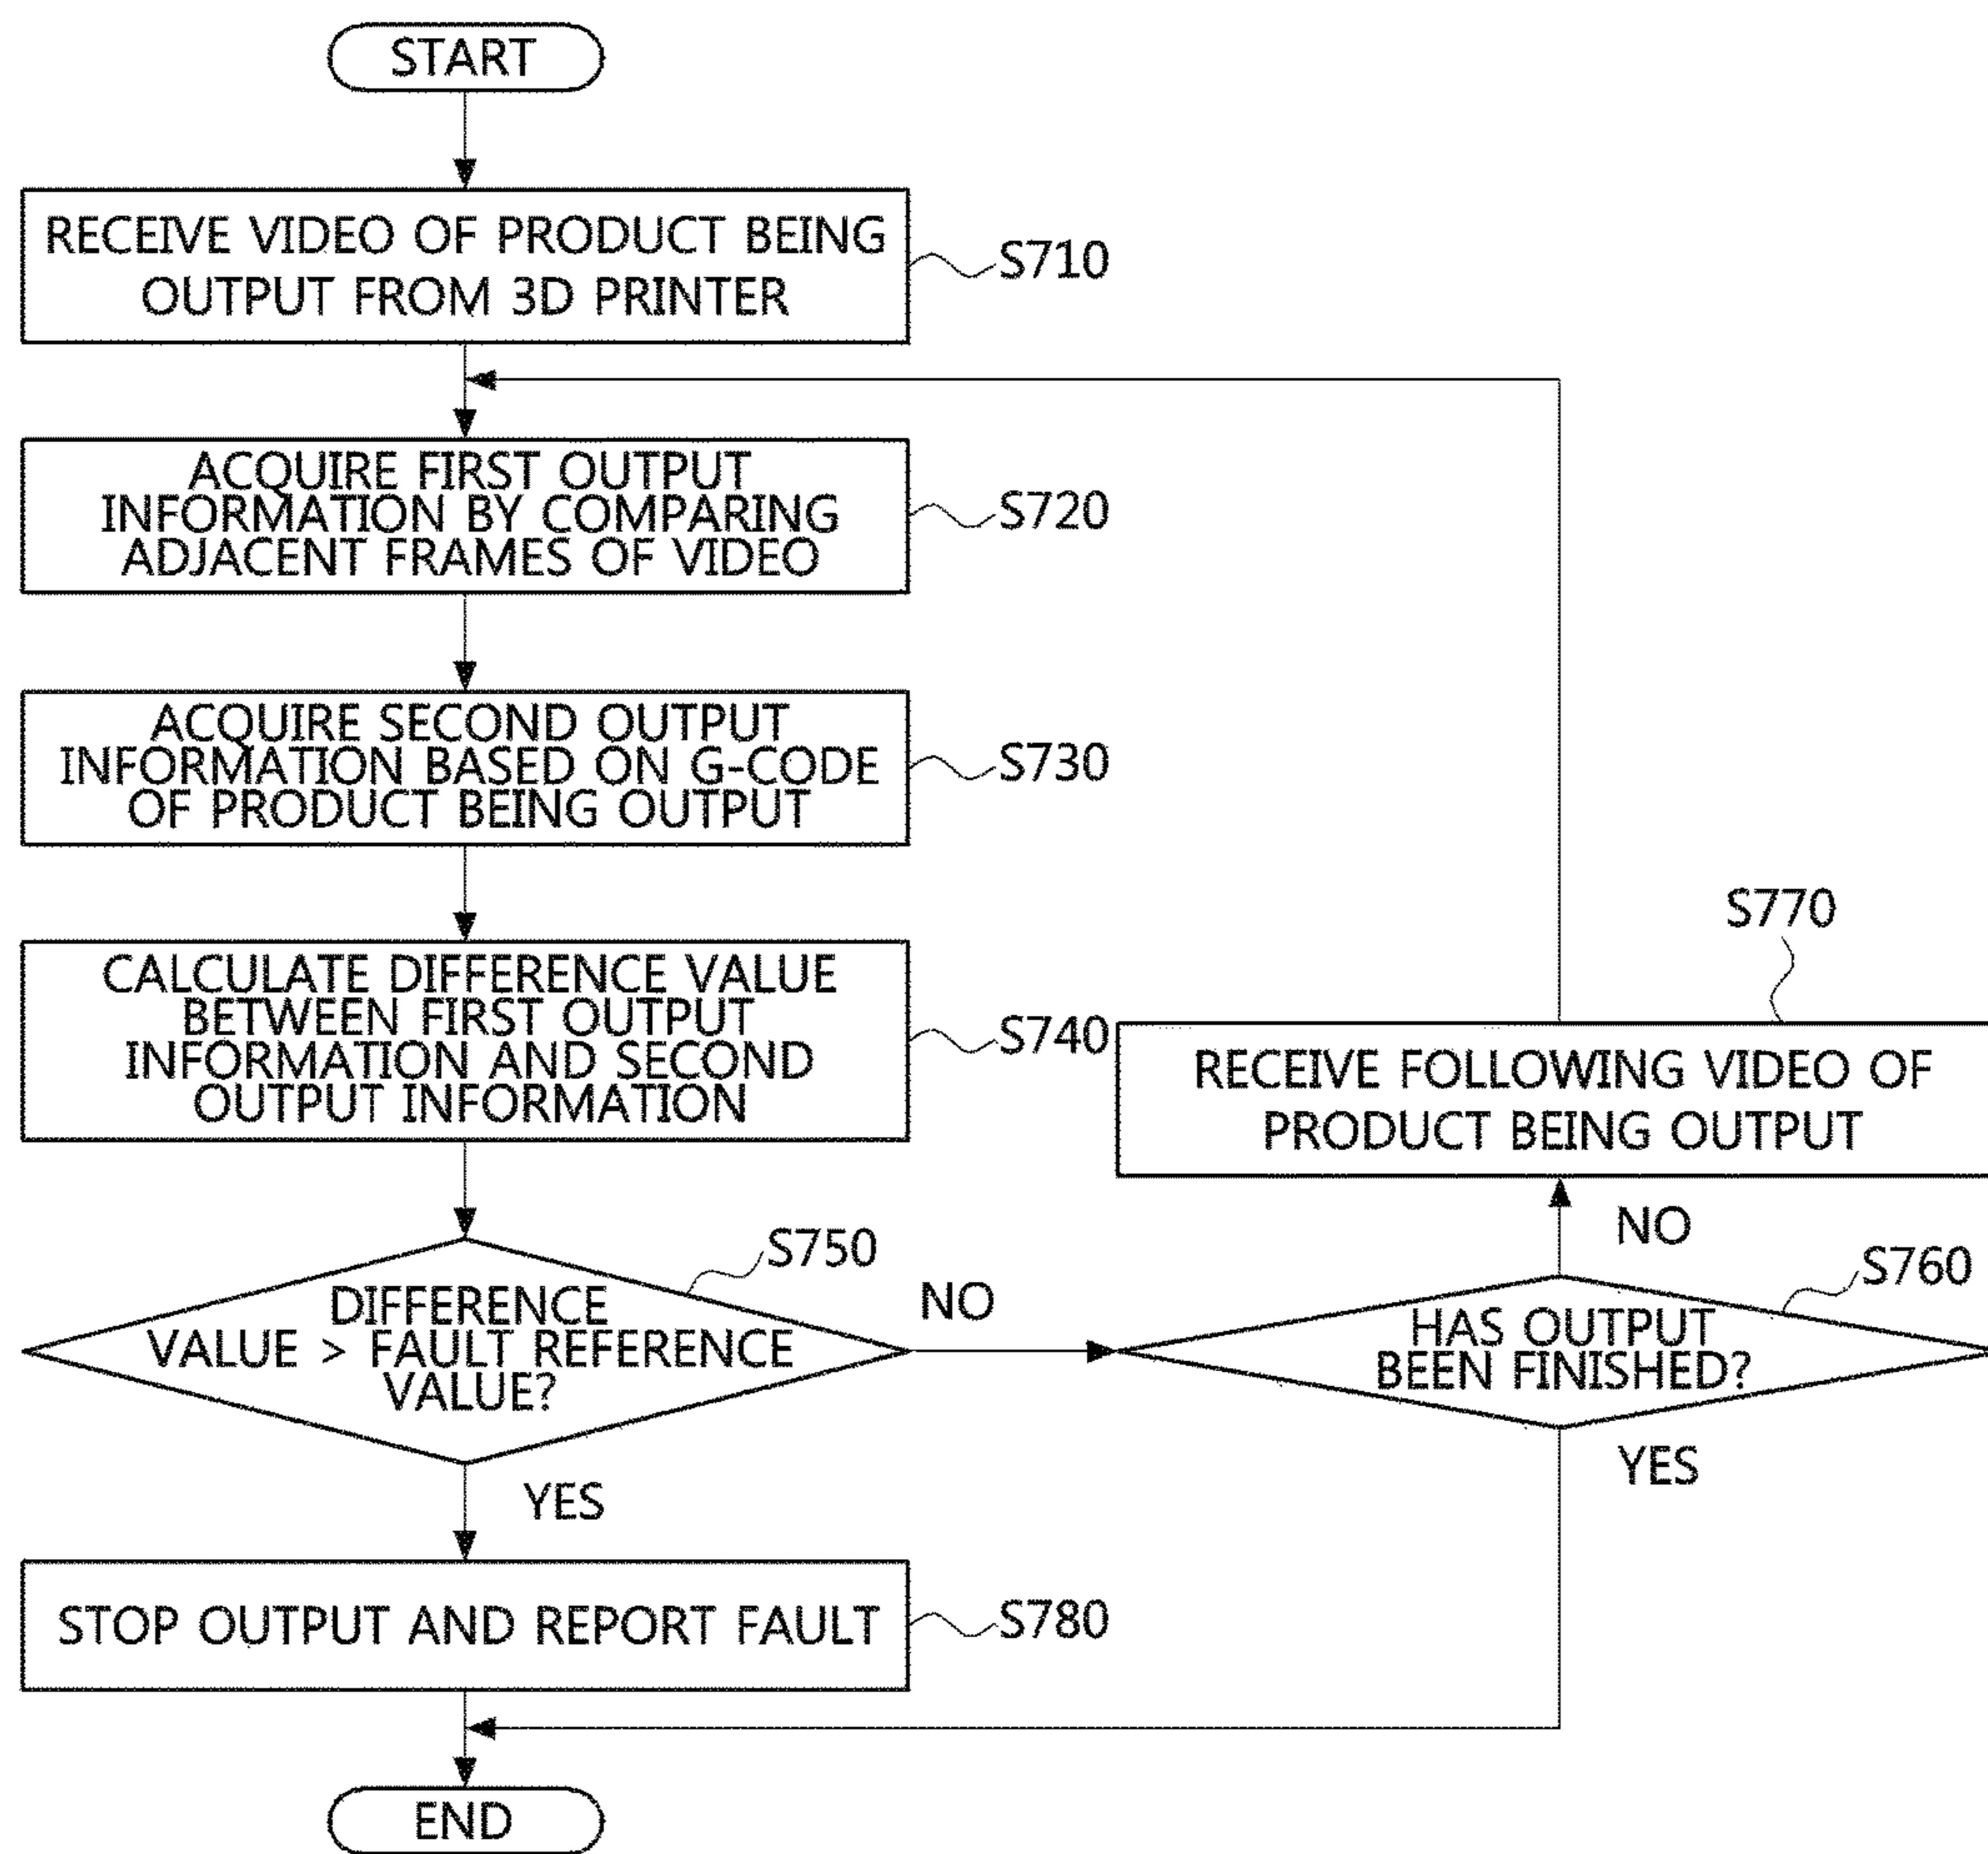 START
RECEIVE VIDEO OF PRODUCT BEING
OUTPUT FROM 3D PRINTER
S710
ACQUIRE FIRST OUTPUT
INFORMATION BY COMPARING
ADJACENT FRAMES OF VIDEO
S720
ACQUIRE SECOND OUTPUT
INFORMATION BASED ON G-CODE
OF PRODUCT BEING OUTPUT
S730
CALCULATE DIFFERENCE VALUE
BETWEEN FIRST OUTPUT
INFORMATION AND SECOND
OUTPUT INFORMATION
S740
DIFFERENCE
VALUE > FAULT REFERENCE
VALUE?
S750
NO
YES
HAS OUTPUT
BEEN FINISHED?
S760
NO
YES
RECEIVE FOLLOWING VIDEO OF
PRODUCT BEING OUTPUT
S770
STOP OUTPUT AND REPORT FAULT
S780
END